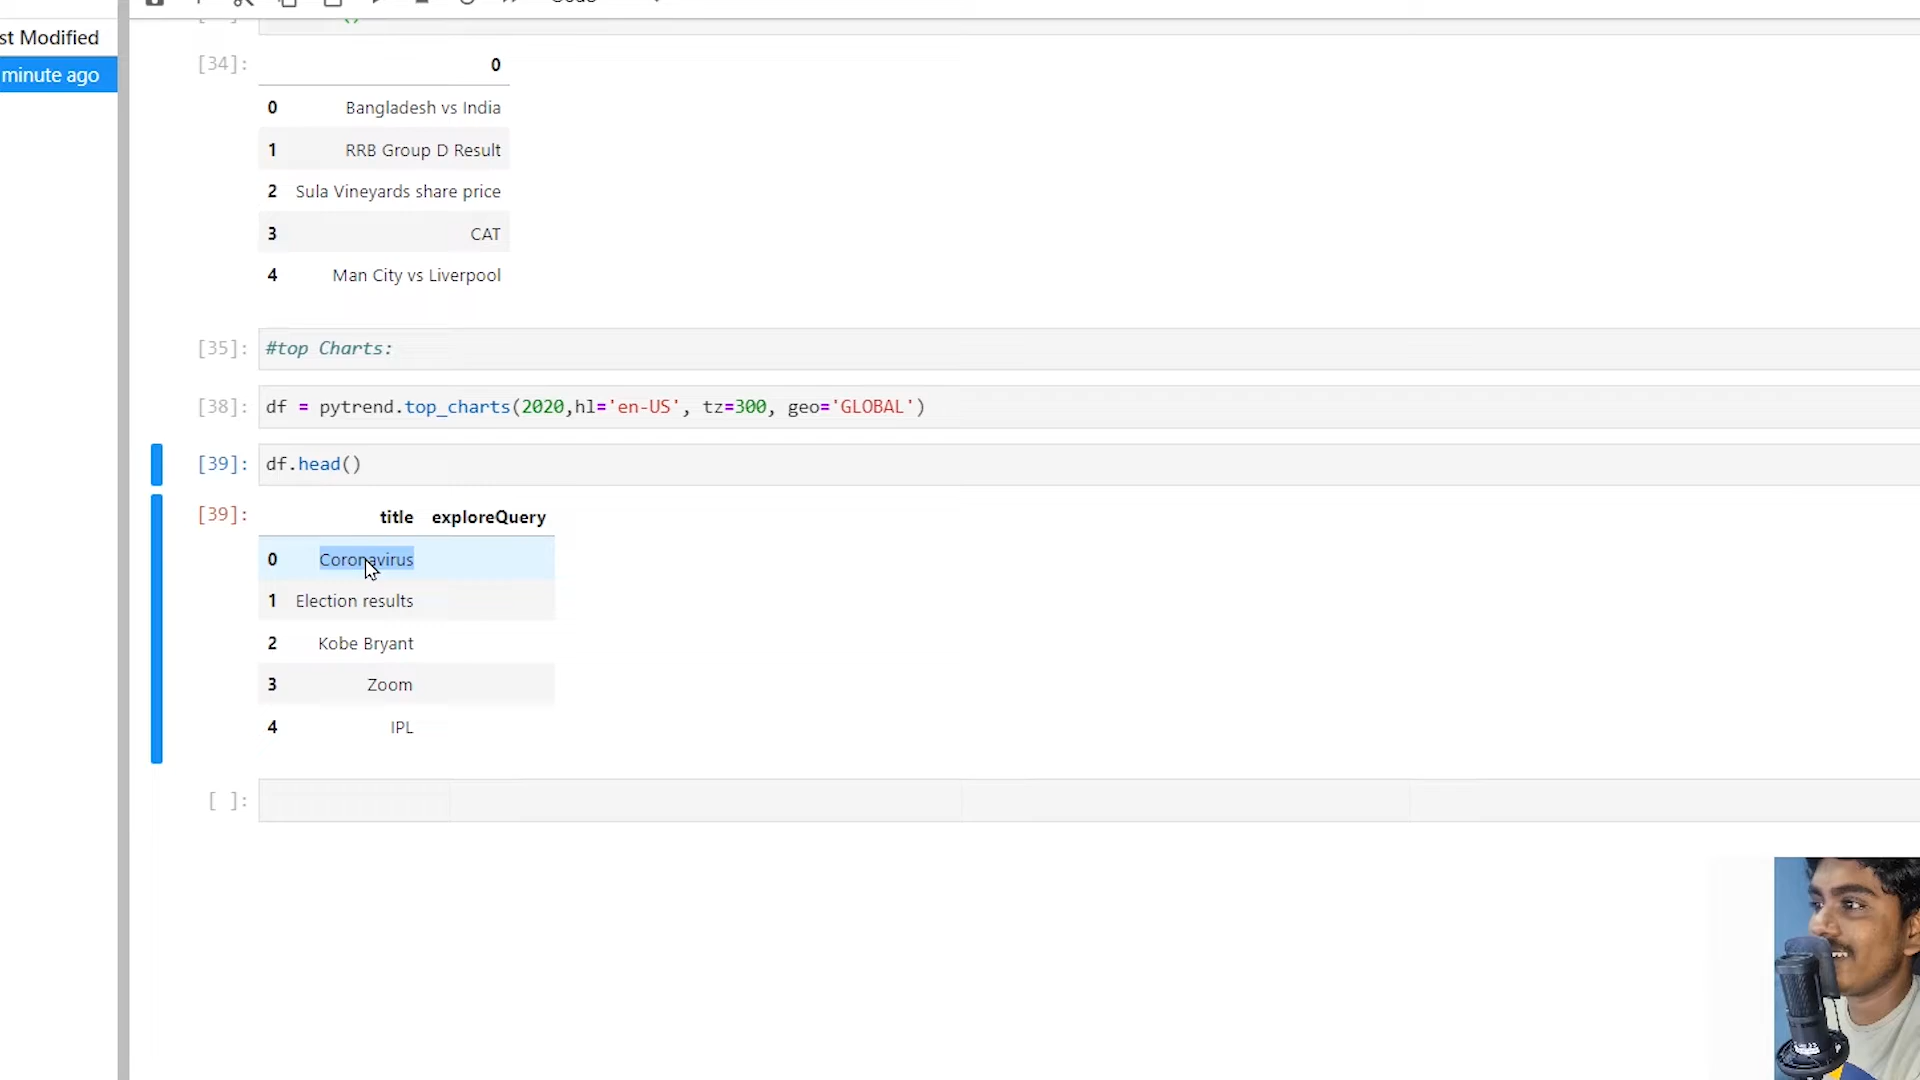 st Modified
minute ago
[34]:
0
0 Bangladesh vs India
1 RRB Group D Result
2 Sula Vineyards share price
3 CAT
4 Man City vs Liverpool
[35]: #top Charts:
[38]: df = pytrend.top_charts(2020,hl='en-US', tz=300, geo='GLOBAL')
[39]: df.head()
[39]:
title exploreQuery
0 Coronavirus
1 Election results
2 Kobe Bryant
3 Zoom
4 IPL
[ ]: